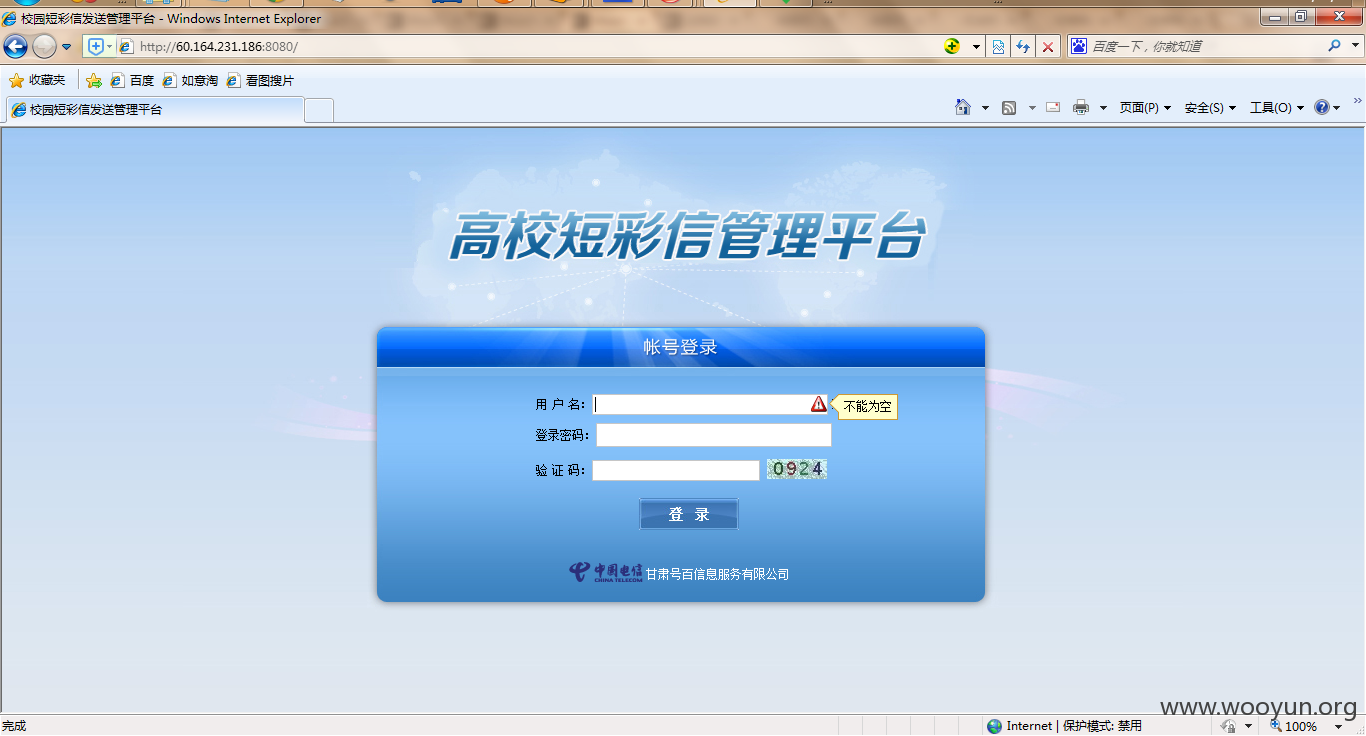 校园短彩信发送管理平台 - Windows Internet Explorer
http://60.164.231.186:8080/
百度一下，你就知道
收藏夹 百度 如意淘 看图搜片
校园短彩信发送管理平台
页面(P) 安全(S) 工具(O)
高校短彩信管理平台
帐号登录
用 户 名: 不能为空
登录密码:
验 证 码: 0924
登 录
中国电信 CHINA TELECOM 甘肃号百信息服务有限公司
www.wooyun.org
完成 Internet | 保护模式: 禁用 100%